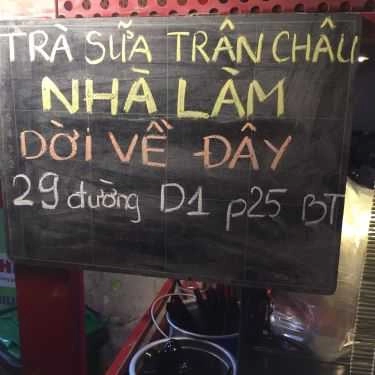 TRÀ SỮA TRÂN CHÂU
NHÀ LÀM
DỜI VỀ ĐÂY
29 đường D1 p25 BT